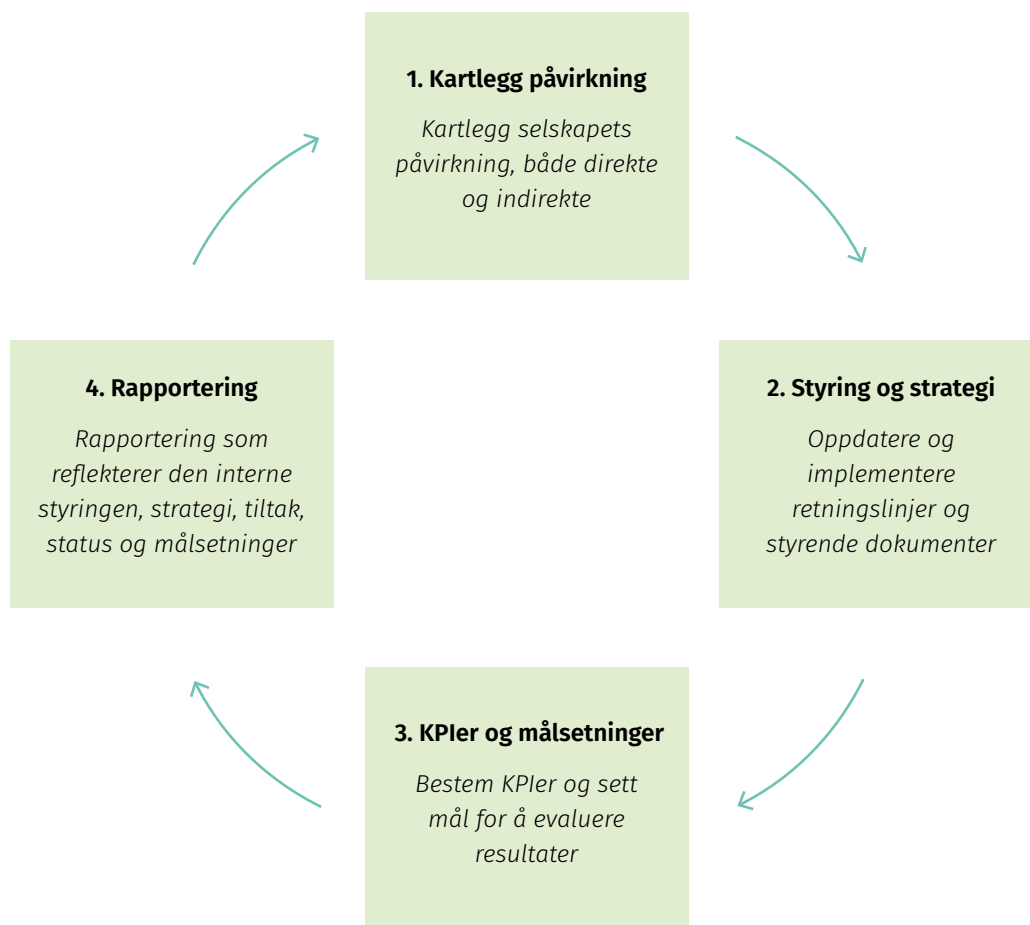 1. Kartlegg påvirkning
Kartlegg selskapets
påvirkning, både direkte
og indirekte
2. Styring og strategi
Oppdatere og
implementere
retningslinjer og
styrende dokumenter
3. KPIer og målsetninger
Bestem KPIer og sett
mål for å evaluere
resultater
4. Rapportering
Rapportering som
reflekterer den interne
styringen, strategi, tiltak,
status og målsetninger